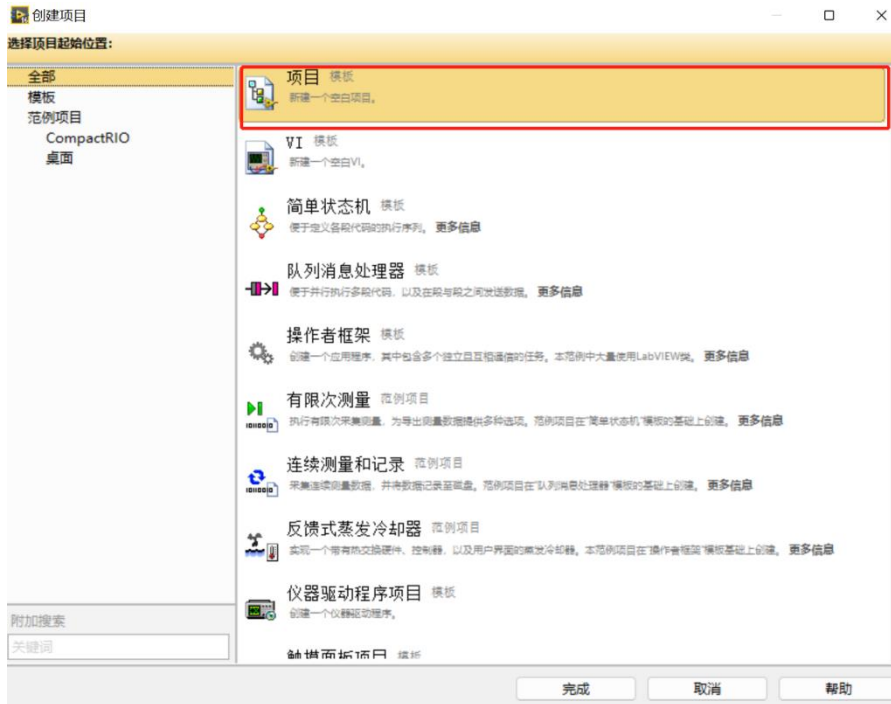 创建项目
选择项目起始位置:
全部
模板
范例项目
CompactRIO
桌面
附加搜索
关键词
项目 模板
新建一个空白项目。
VI 模板
新建一个空白VI。
简单状态机 模板
便于定义各段代码的执行序列。 更多信息
队列消息处理器 模板
便于并行执行多段代码,以及在段与段之间发送数据。 更多信息
操作者框架 模板
创建一个应用程序,其中包含多个独立且互相通信的任务。本范例中大量使用LabVIEW类。 更多信息
有限次测量 范例项目
执行有限次采集测量,为导出测量数据提供多种选项。范例项目在“简单状态机”模板的基础上创建。 更多信息
连续测量和记录 范例项目
采集连续测量数据,并将数据记录至磁盘。范例项目在“队列消息处理器”模板的基础上创建。 更多信息
反馈式蒸发冷却器 范例项目
实现一个带有热交换硬件、控制器,以及用户界面的蒸发冷却器。本范例项目在“操作者框架”模板基础上创建。 更多信息
仪器驱动程序项目 模板
创建一个仪器驱动程序。
触摸面板项目 模板
完成
取消
帮助